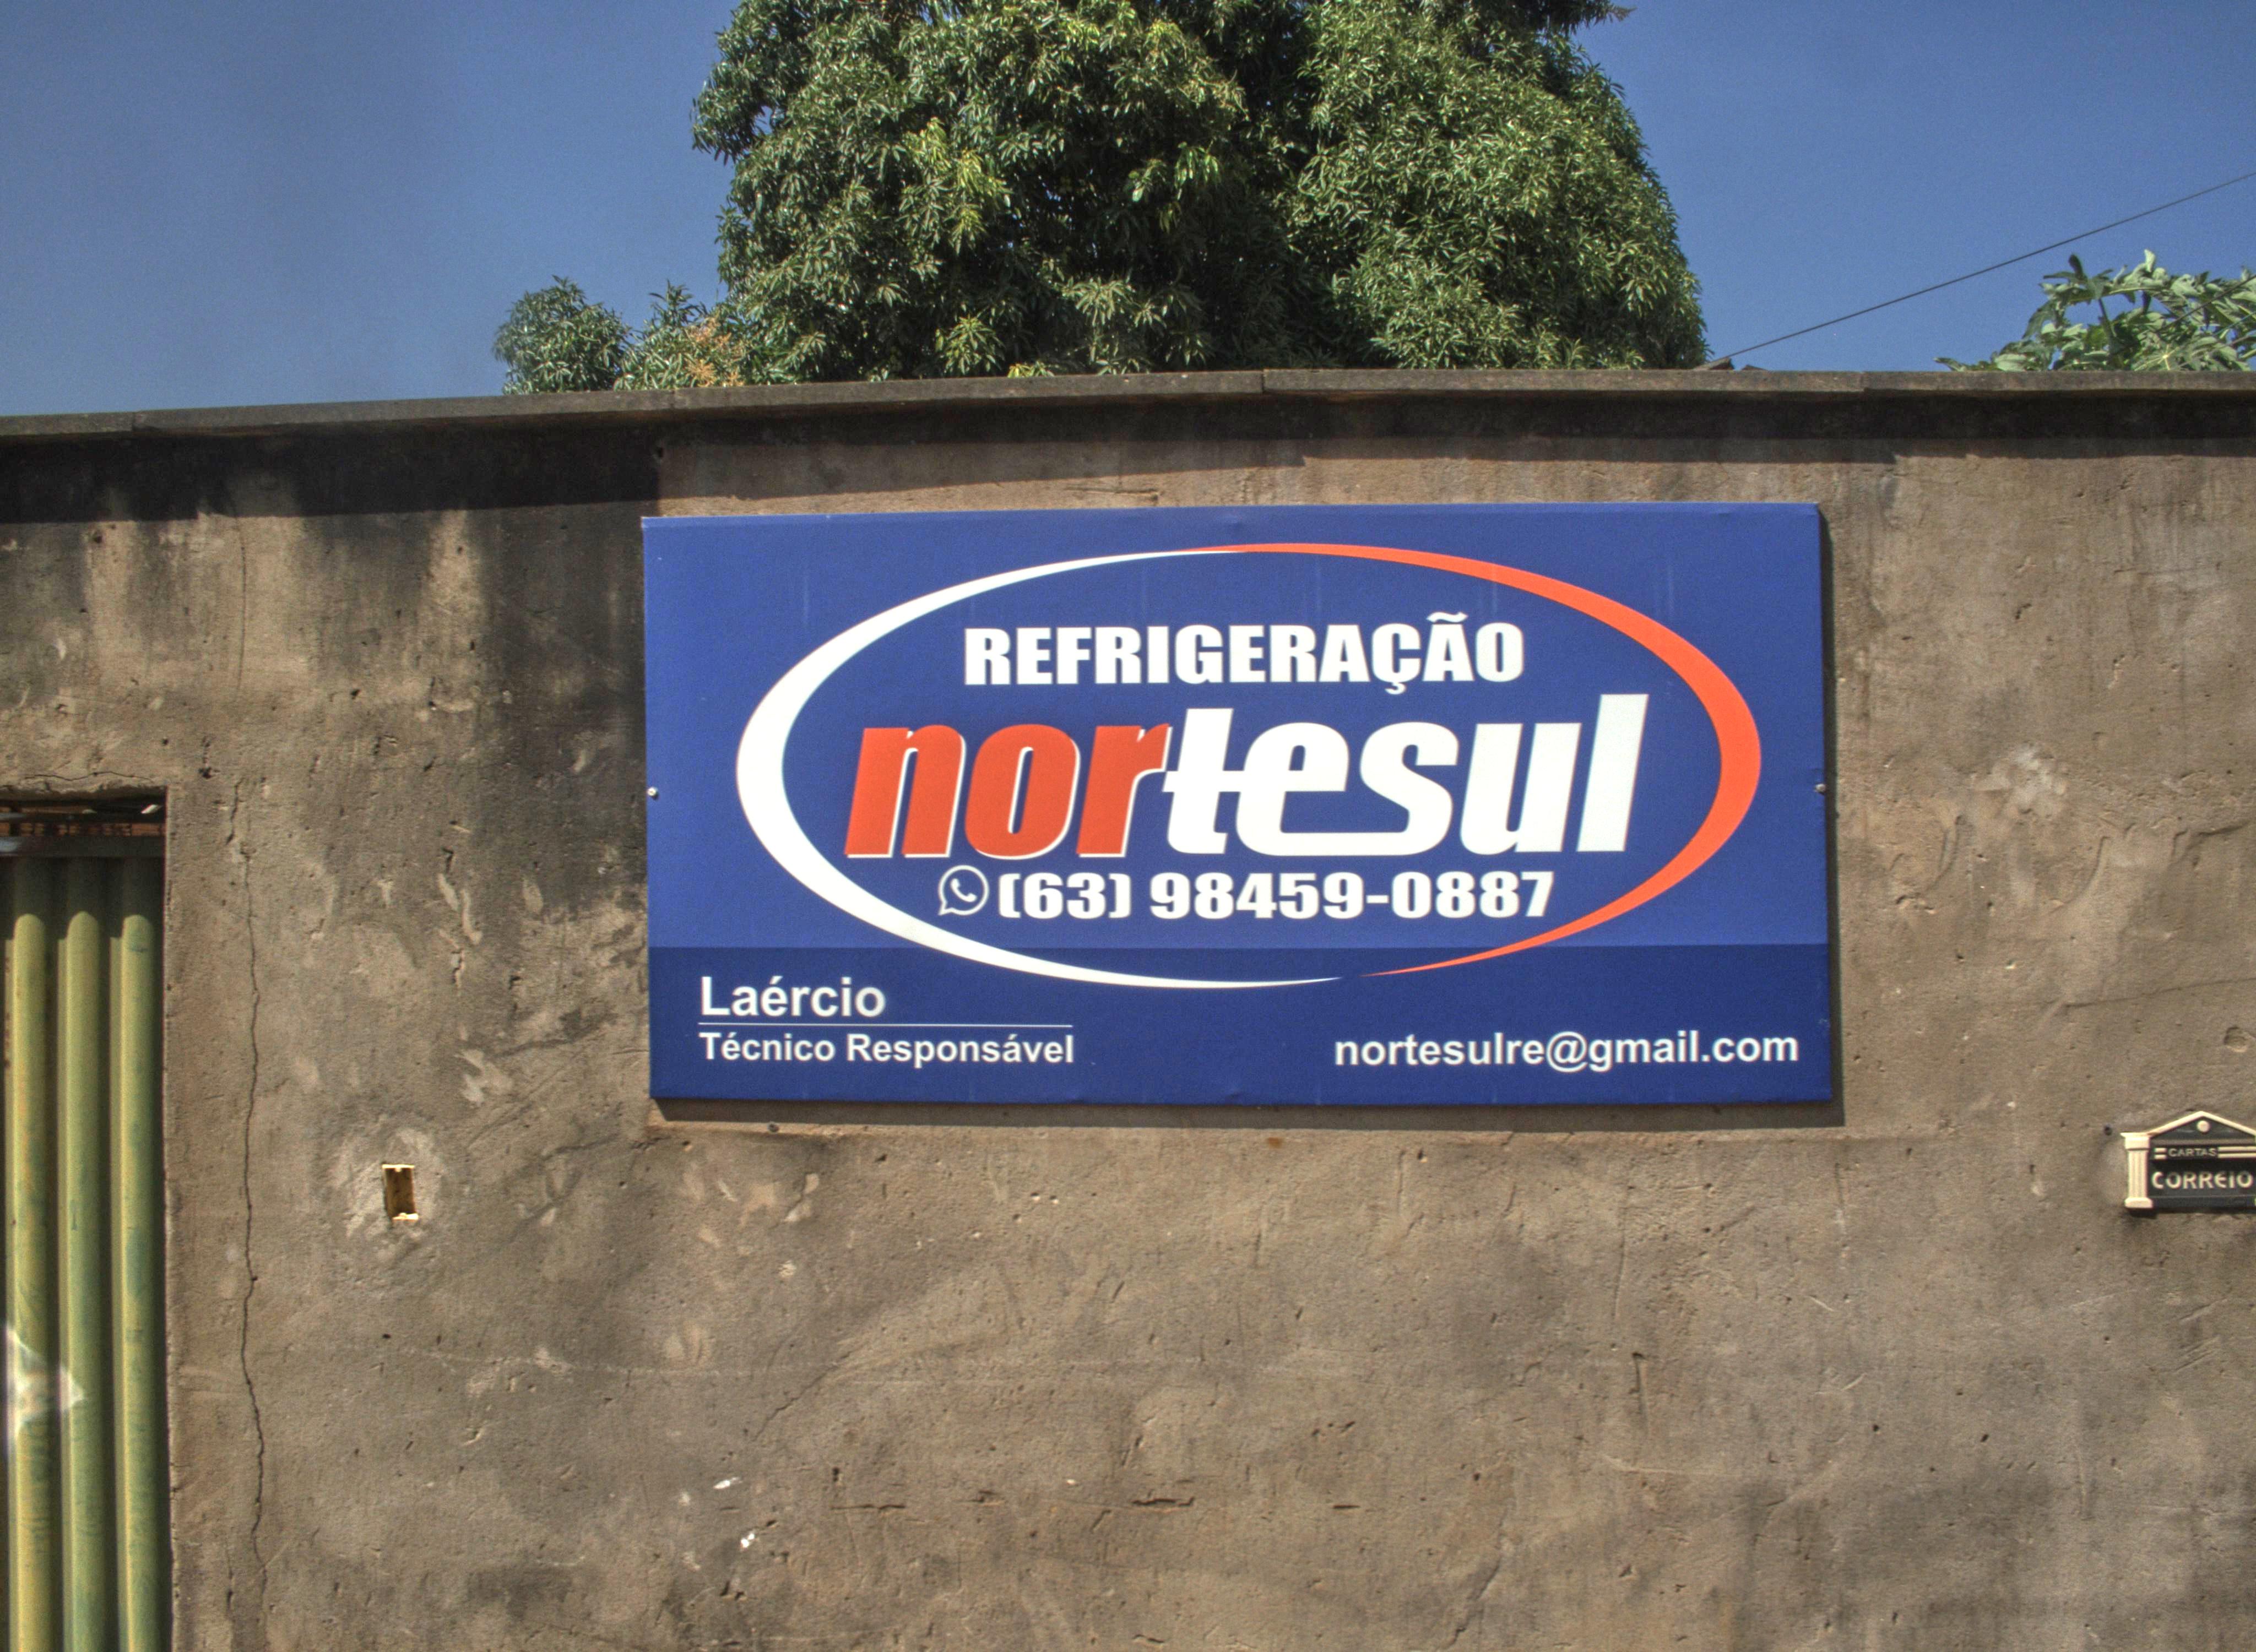 REFRIGERAÇÃO
nortesul
(63) 98459-0887
Laércio
Técnico Responsável
nortesulre@gmail.com
CARTAS
CORREIO